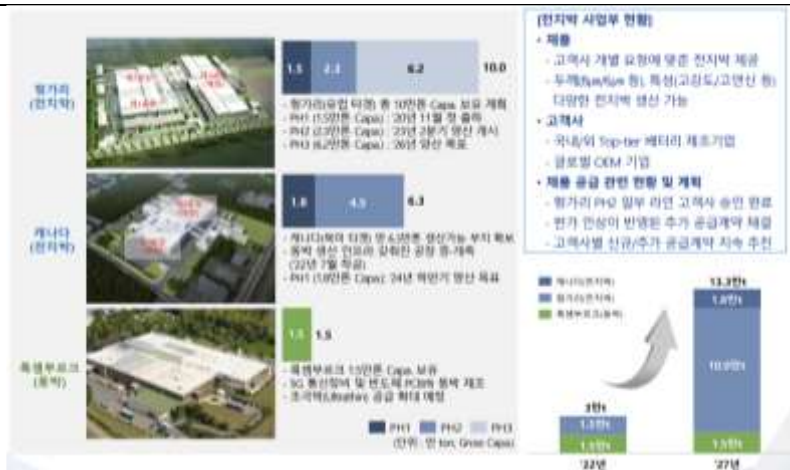 헝가리
(전지박)
1.5 2.3 6.2 10.0
- 헝가리(유럽 타겟) 총 10만톤 Capa. 보유 계획
- PH1 (1.5만톤 Capa) : '20년 11월 첫 출하
- PH2 (2.3만톤 Capa) : '23년 2분기 양산 개시
- PH3 (6.2만톤 Capa) : '26년 양산 목표
캐나다
(전지박)
1.8 4.5 6.3
- 캐나다(북미 타겟) 연 6.3만톤 생산가능 부지 확보
- 동박 생산 인프라 갖춰진 공장 증·개축
('22년 7월 착공)
- PH1 (1.8만톤 Capa): '24년 하반기 양산 목표
룩셈부르크
(동박)
1.5 1.5
- 룩셈부르크 1.5만톤 Capa. 보유
- 5G 통신장비 및 반도체 PCB용 동박 제조
- 초극박(Ultrathin) 공급 확대 예정
PH1 PH2 PH3
(단위 : 만 ton, Gross Capa)
[전지박 사업부 현황]
• 제품
- 고객사 개별 요청에 맞춘 전지박 제공
- 두께(8μm/6μm 등), 특성(고강도/고연신 등)
다양한 전지박 생산 가능
• 고객사
- 국내/외 Top-tier 배터리 제조기업
- 글로벌 OEM 기업
• 제품 공급 관련 현황 및 계획
- 헝가리 PH2 일부 라인 고객사 승인 완료
- 판가 인상이 반영된 추가 공급계약 체결
- 고객사별 신규/추가 공급계약 지속 추진
캐나다(전지박)
헝가리(전지박)
룩셈부르크(동박)
13.3만t
1.8만t
10.0만t
1.5만t
3만t
1.5만t
1.5만t
'22년 '27년